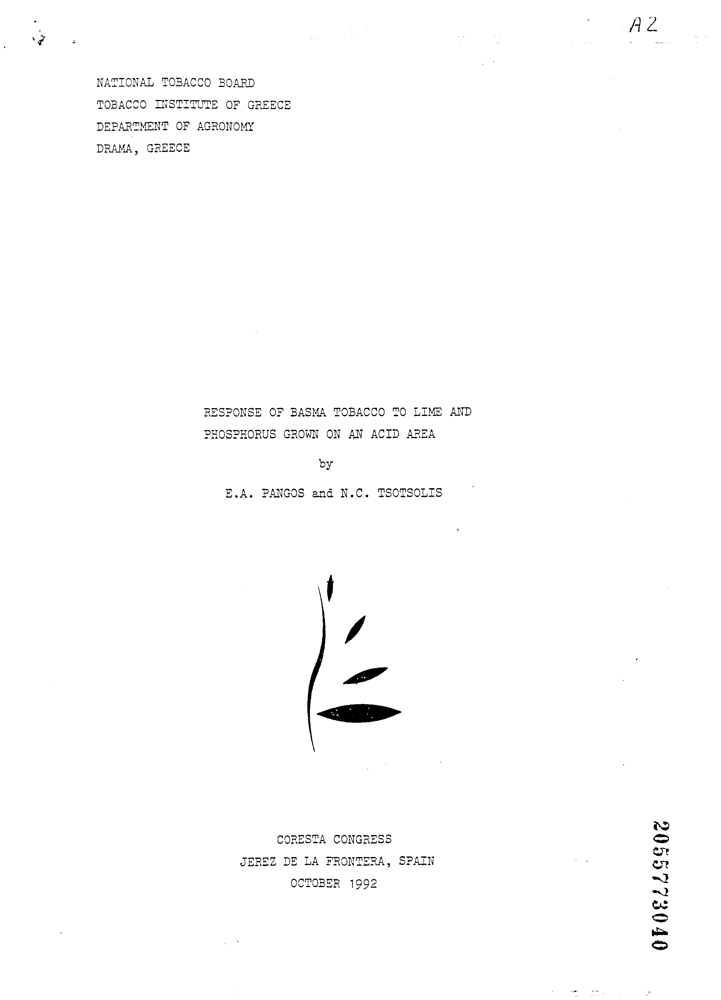 A2
NATIONAL TOBACCO BOARD
TOBACCO INSTITUTE OF GREECE
DEPARTMENT OF AGRONOMY
DRAMA, GREECE
RESPONSE OF BASMA TOBACCO TO LIME AND
PHOSPHORUS GROWN ON AN ACID AREA
by
E.A. PANGOS and N.C. TSOTSOLIS
CORESTA CONGRESS
JEREZ DE LA FRONTERA, SPAIN
OCTOBER 1992
2055773040